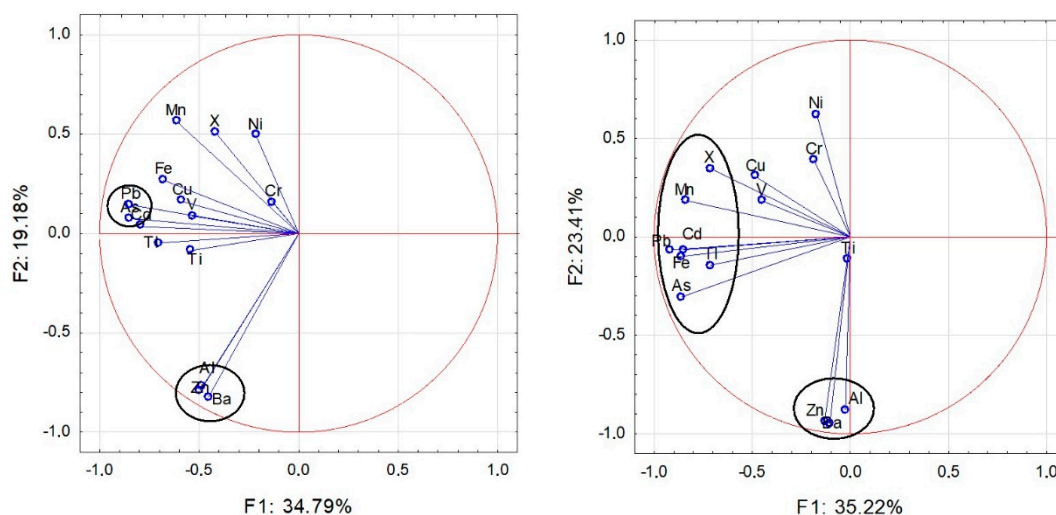 1.0
0.5
0.0
-0.5
-1.0
F2: 19.18%
Mn
X
Ni
Fe
Cu
Cr
Pb
V
As
Cd
Tl
Ti
Al
Zn
Ba
-1.0 -0.5 0.0 0.5 1.0
F1: 34.79%
1.0
0.5
0.0
-0.5
-1.0
F2: 23.41%
Ni
Cr
X
Cu
Mn
V
Cd
Pb
Tl
Ti
Fe
As
Al
Zn
Ba
-1.0 -0.5 0.0 0.5 1.0
F1: 35.22%